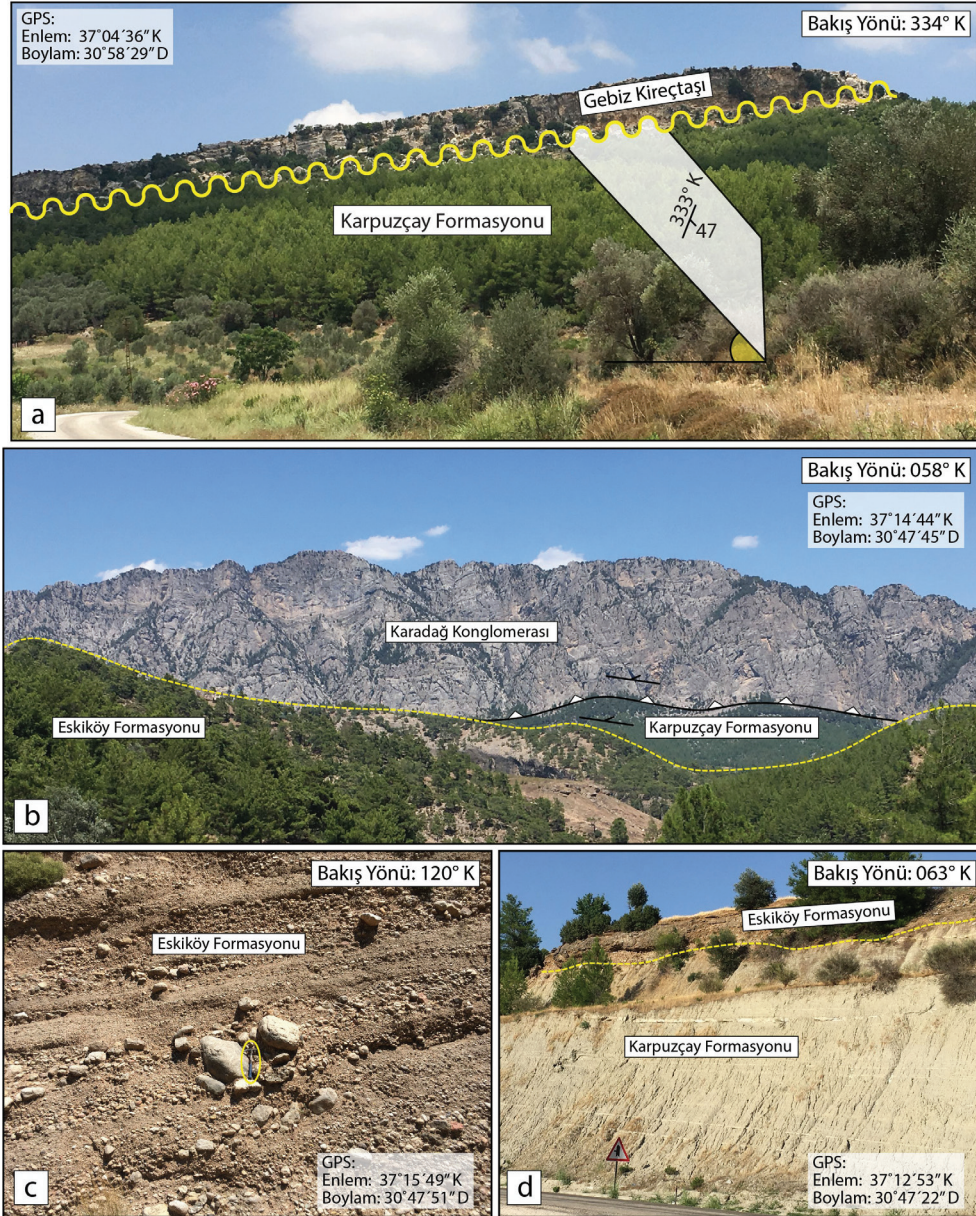 GPS:
Enlem: 37°04´36˝K
Boylam: 30°58´29˝D
Bakış Yönü: 334° K
Gebiz Kireçtaşı
Karpuzçay Formasyonu
333° K
47
a
Bakış Yönü: 058° K
GPS:
Enlem: 37°14´44˝K
Boylam: 30°47´45˝D
Karadağ Konglomerası
Eskiköy Formasyonu
Karpuzçay Formasyonu
b
Bakış Yönü: 120° K
Eskiköy Formasyonu
GPS:
Enlem: 37°15´49˝K
Boylam: 30°47´51˝D
c
Bakış Yönü: 063° K
Eskiköy Formasyonu
Karpuzçay Formasyonu
GPS:
Enlem: 37°12´53˝K
Boylam: 30°47´22˝D
d